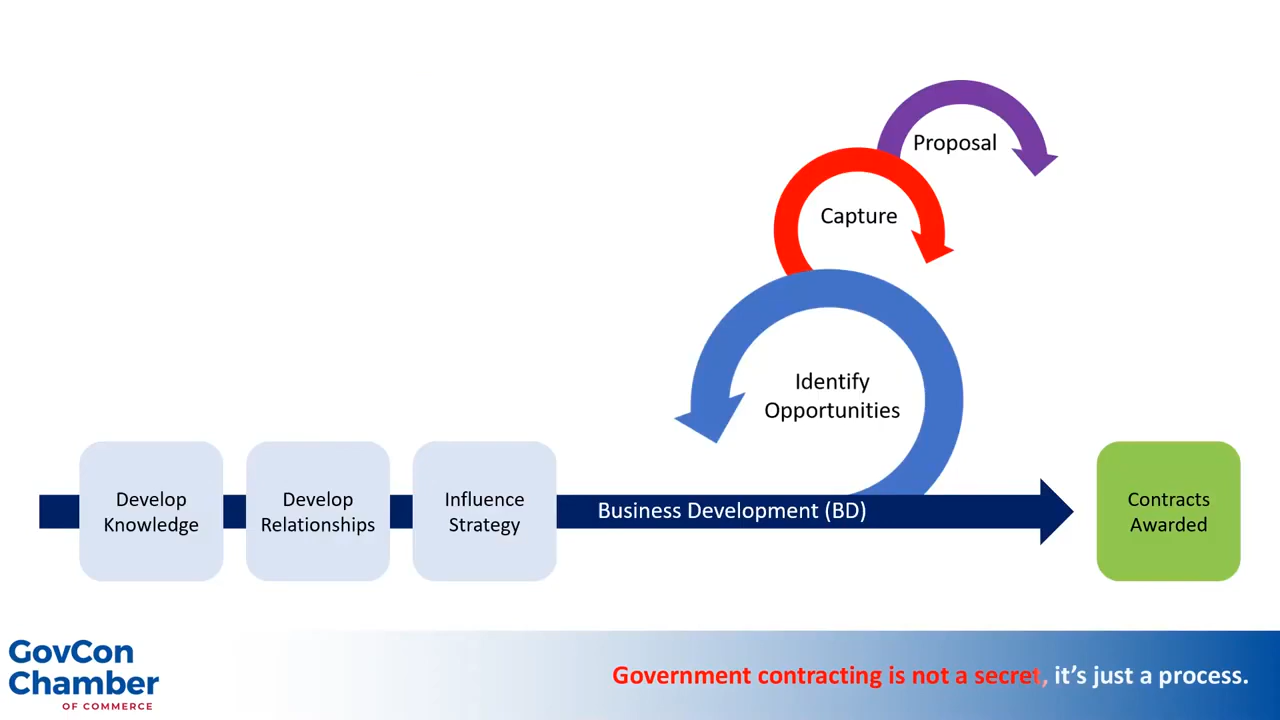 Proposal
Capture
Identify
Opportunities
Develop
Knowledge
Develop
Relationships
Influence
Strategy
Business Development (BD)
Contracts
Awarded
GovCon
Chamber
OF COMMERCE
Government contracting is not a secret, it’s just a process.